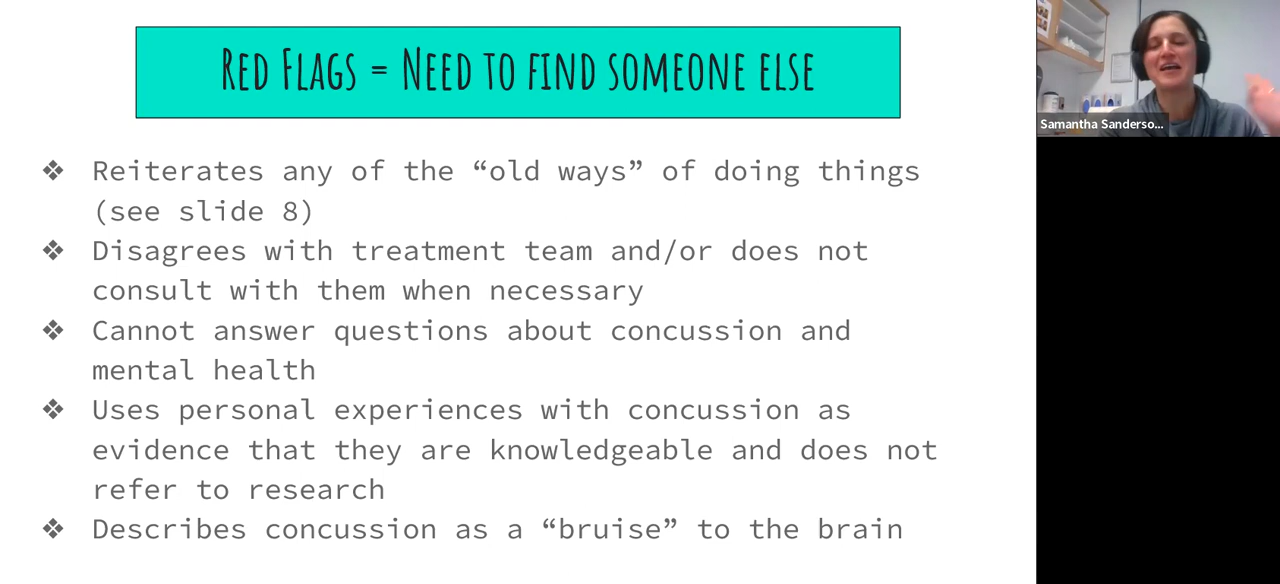 Red Flags = Need to find someone else
❖ Reiterates any of the “old ways” of doing things
(see slide 8)
❖ Disagrees with treatment team and/or does not
consult with them when necessary
❖ Cannot answer questions about concussion and
mental health
❖ Uses personal experiences with concussion as
evidence that they are knowledgeable and does not
refer to research
❖ Describes concussion as a “bruise” to the brain
Samantha Sanderso...